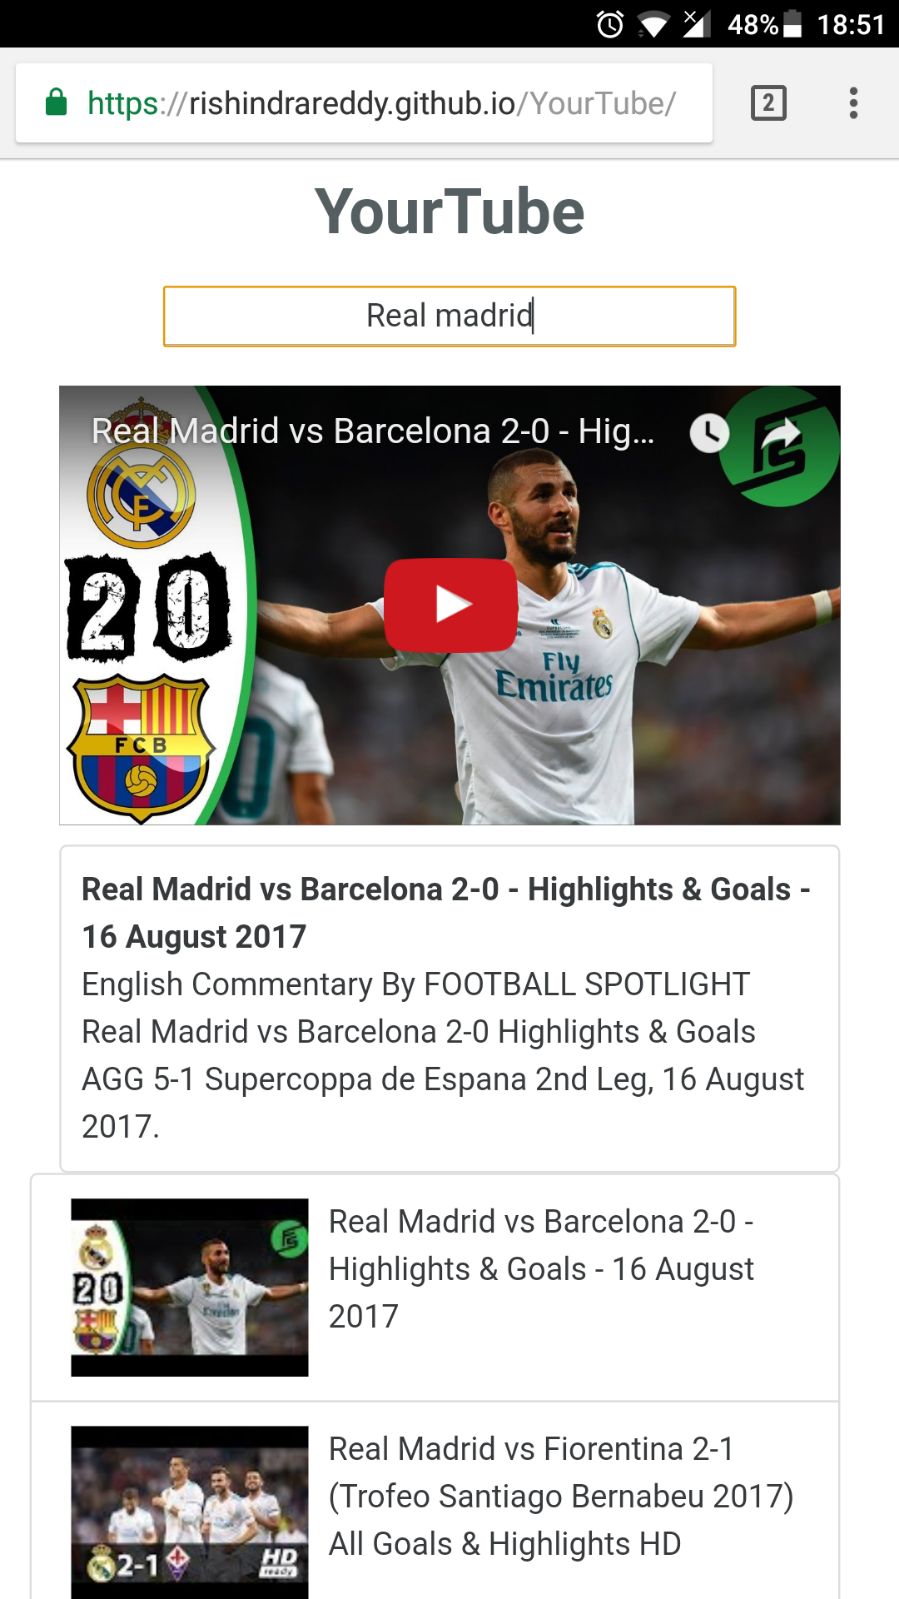 48% 18:51
https://rishindrareddy.github.io/YourTube/
2
YourTube
Real madrid
Real Madrid vs Barcelona 2-0 - Hig...
2 0
FCB
Fly
Emirates
Real Madrid vs Barcelona 2-0 - Highlights & Goals -
16 August 2017
English Commentary By FOOTBALL SPOTLIGHT
Real Madrid vs Barcelona 2-0 Highlights & Goals
AGG 5-1 Supercoppa de Espana 2nd Leg, 16 August
2017.
2 0
Real Madrid vs Barcelona 2-0 -
Highlights & Goals - 16 August
2017
2-1
HD
ready
Real Madrid vs Fiorentina 2-1
(Trofeo Santiago Bernabeu 2017)
All Goals & Highlights HD